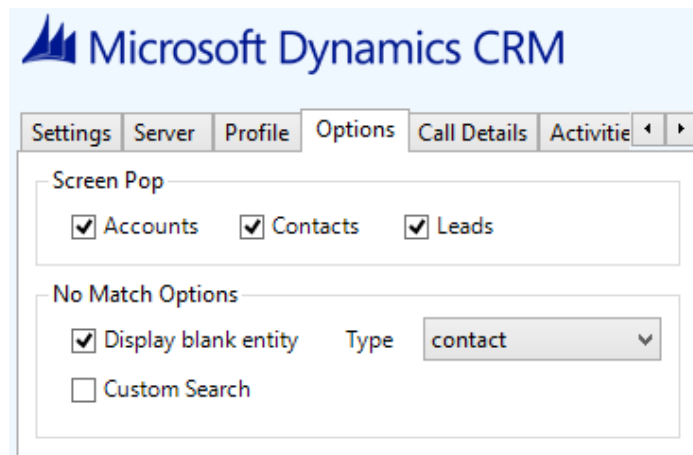 Microsoft Dynamics CRM
Settings Server Profile Options Call Details Activitie
Screen Pop
Accounts Contacts Leads
No Match Options
Display blank entity Type contact
Custom Search